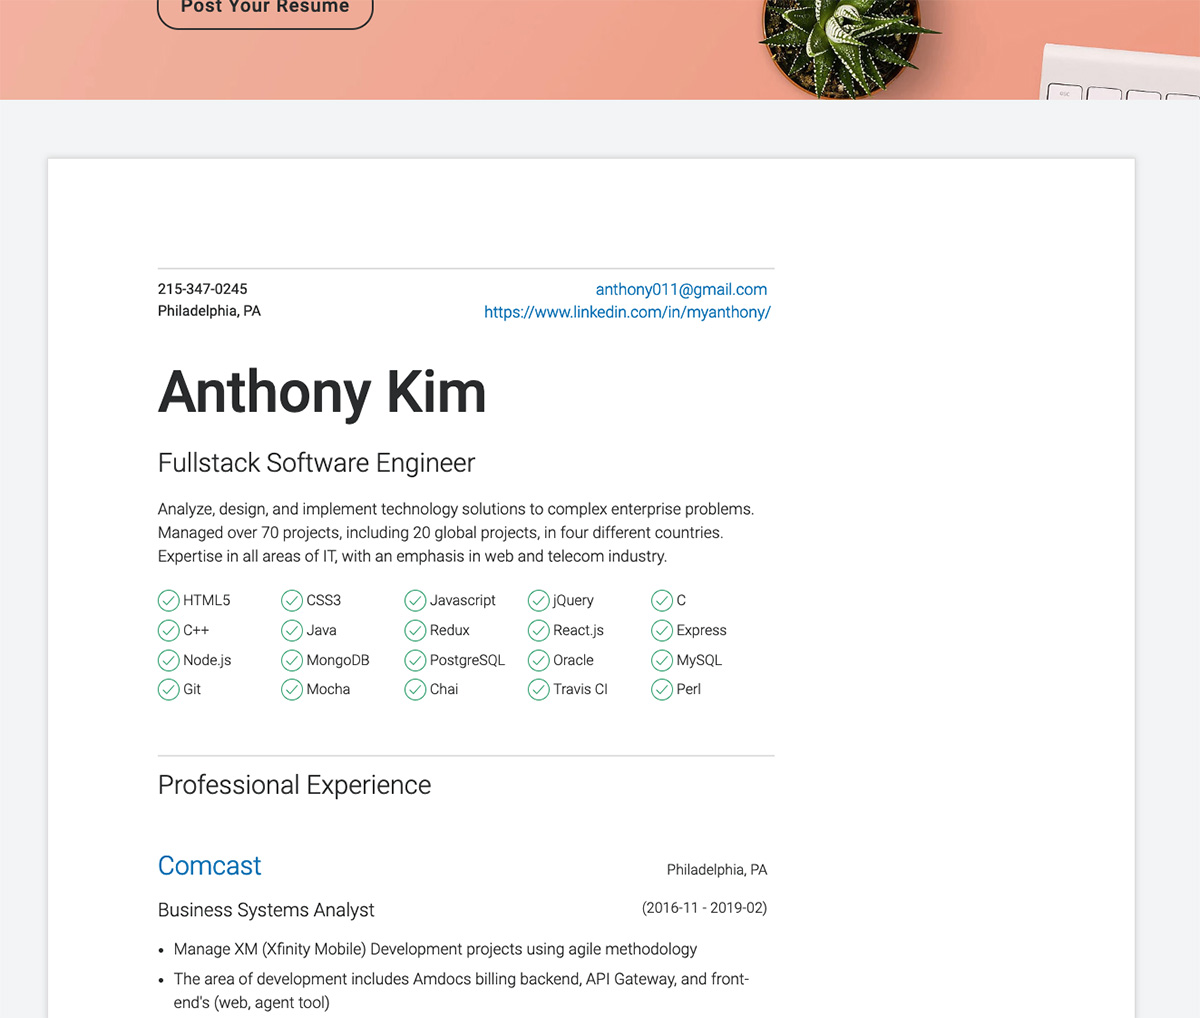 Post Your Resume
215-347-0245
anthony011@gmail.com
Philadelphia, PA
https://www.linkedin.com/in/myanthony/
Anthony Kim
Fullstack Software Engineer
Analyze, design, and implement technology solutions to complex enterprise problems.
Managed over 70 projects, including 20 global projects, in four different countries.
Expertise in all areas of IT, with an emphasis in web and telecom industry.
HTML5 CSS3 Javascript jQuery C
C++ Java Redux React.js Express
Node.js MongoDB PostgreSQL Oracle MySQL
Git Mocha Chai Travis CI Perl
Professional Experience
Comcast
Philadelphia, PA
Business Systems Analyst
(2016-11 - 2019-02)
• Manage XM (Xfinity Mobile) Development projects using agile methodology
• The area of development includes Amdocs billing backend, API Gateway, and front-
end's (web, agent tool)